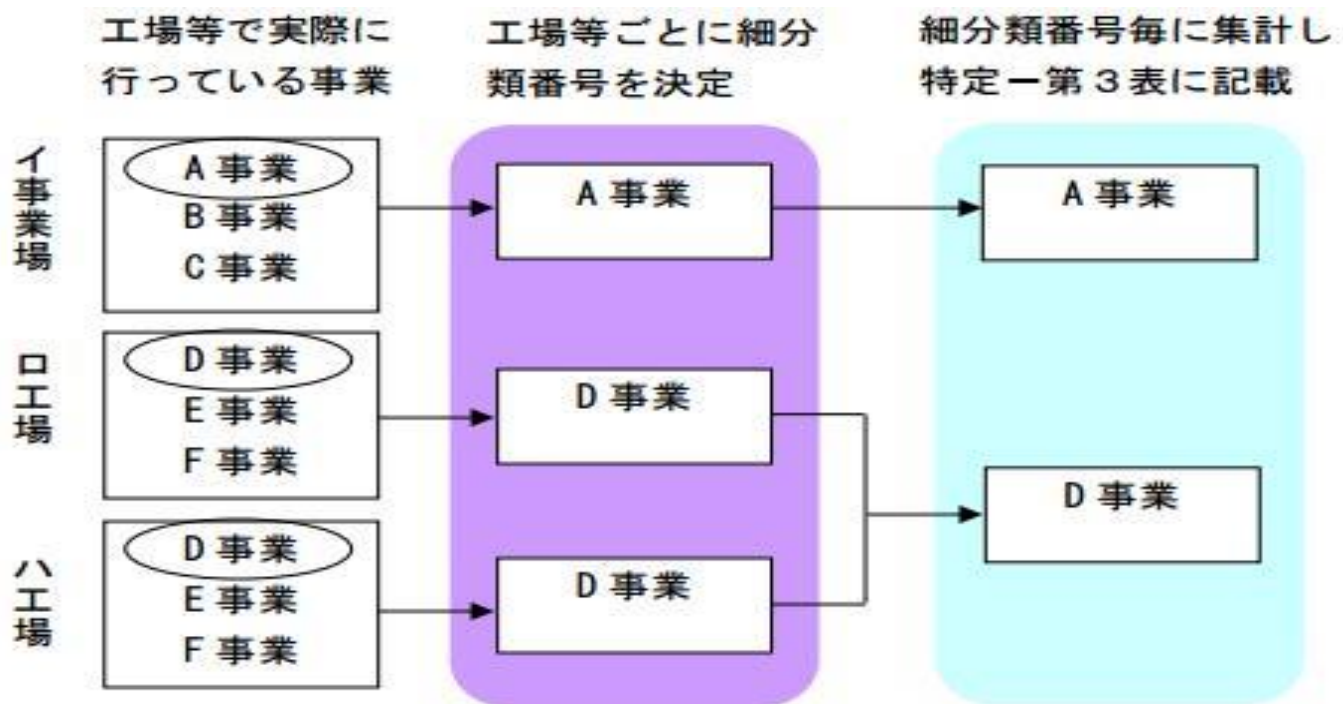 工場等で実際に
行っている事業
工場等ごとに細分
類番号を決定
細分類番号毎に集計し
特定ー第３表に記載
イ事業場
Ａ事業
Ｂ事業
Ｃ事業
Ａ事業
Ａ事業
ロ工場
Ｄ事業
Ｅ事業
Ｆ事業
Ｄ事業
Ｄ事業
ハ工場
Ｄ事業
Ｅ事業
Ｆ事業
Ｄ事業